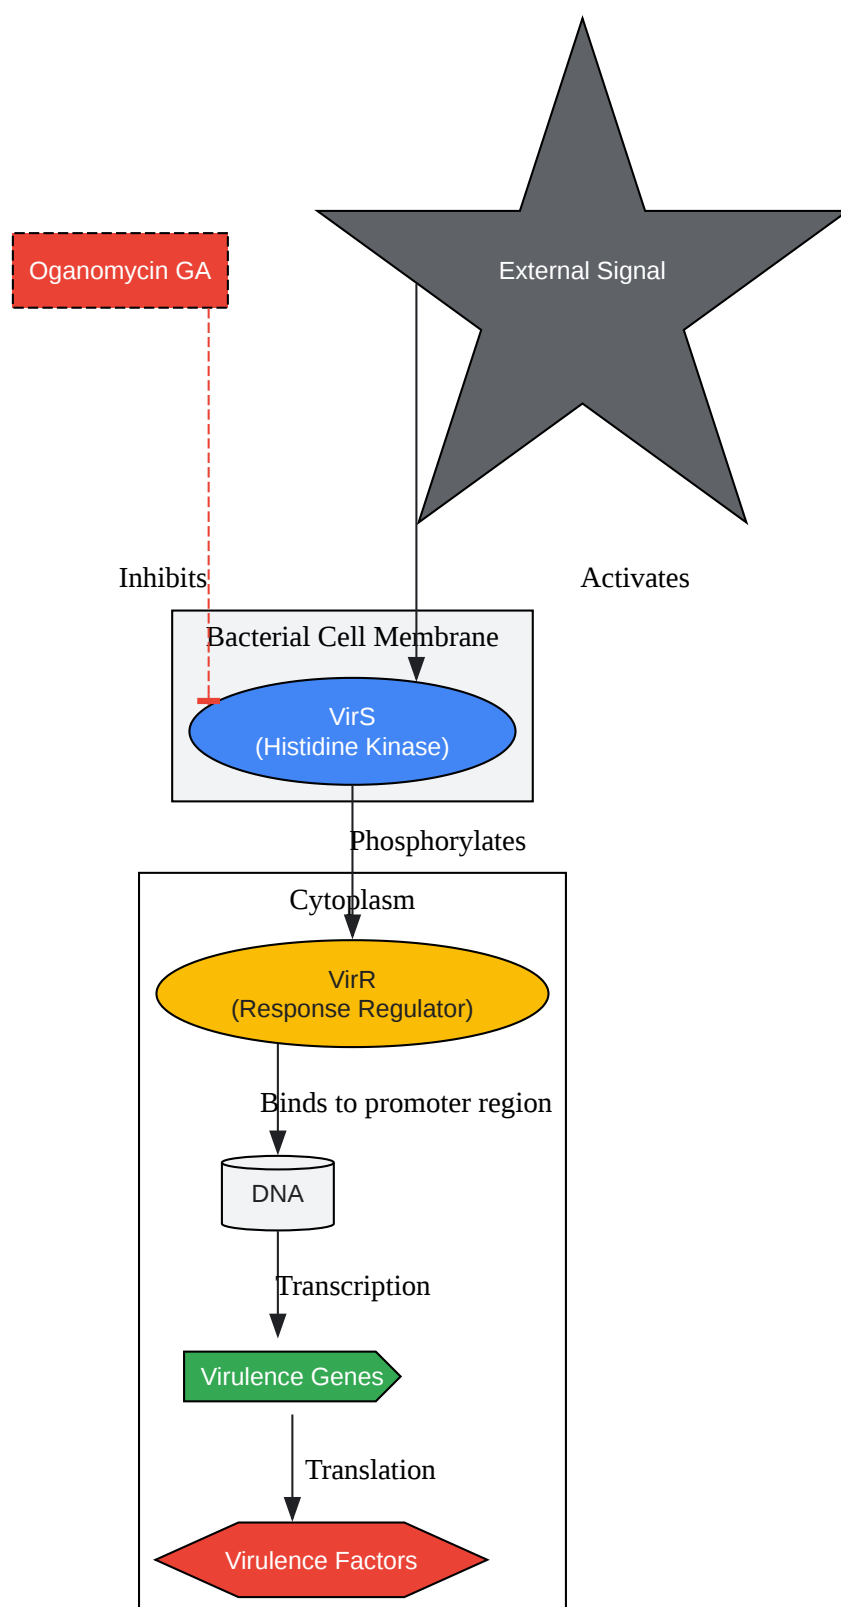 External Signal
Oganomycin GA
Inhibits
Activates
Bacterial Cell Membrane
VirS
(Histidine Kinase)
Phosphorylates
Cytoplasm
VirR
(Response Regulator)
Binds to promoter region
DNA
Transcription
Virulence Genes
Translation
Virulence Factors